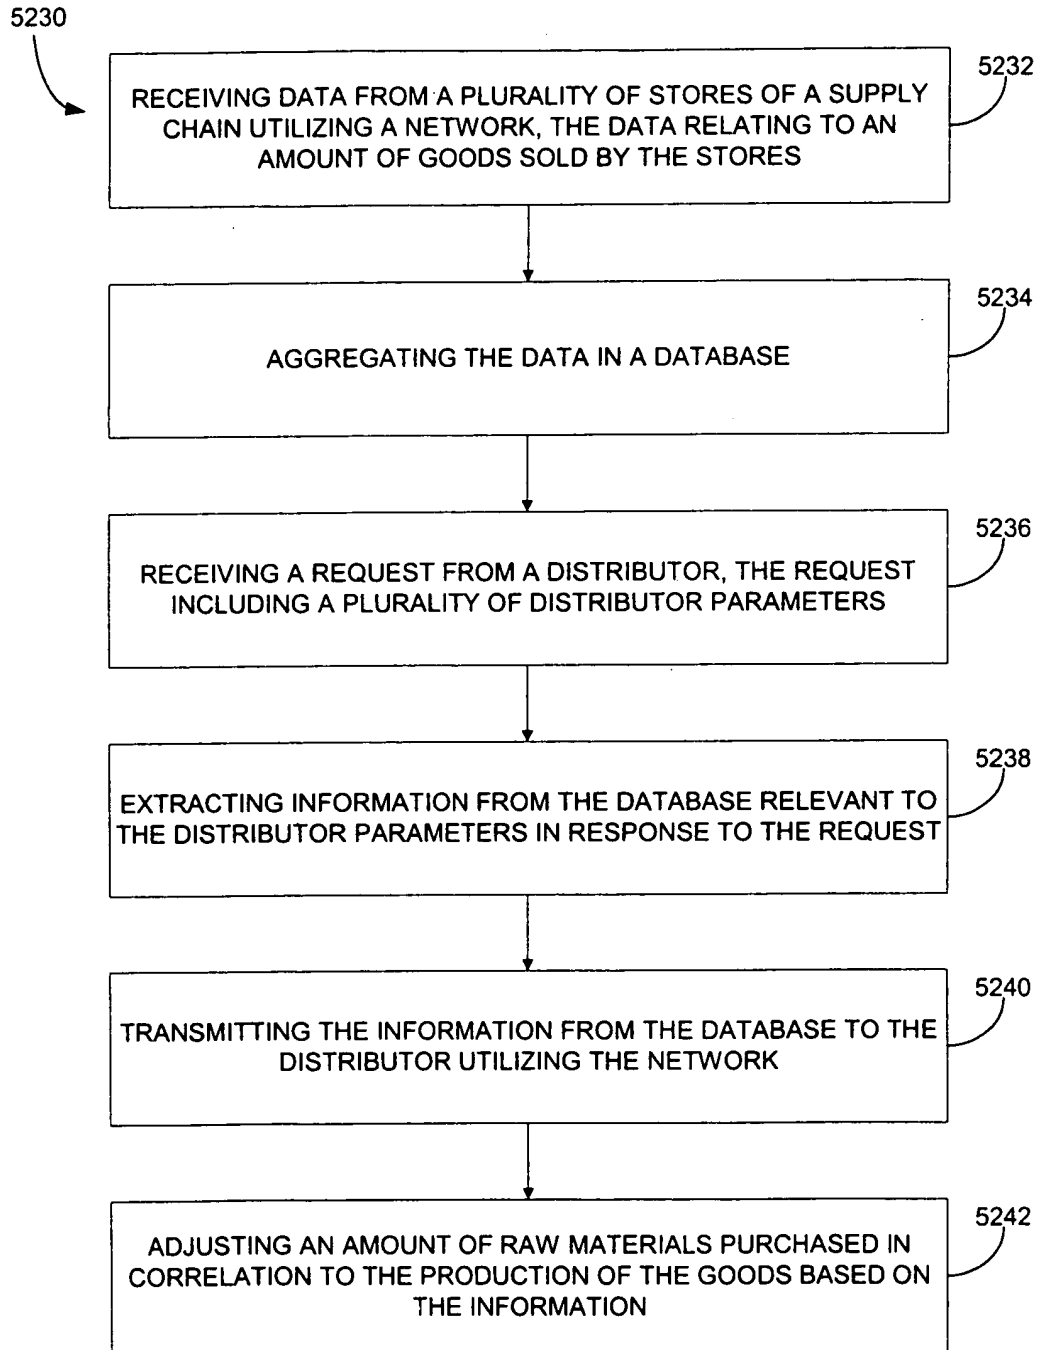 5230
5232
RECEIVING DATA FROM A PLURALITY OF STORES OF A SUPPLY
CHAIN UTILIZING A NETWORK, THE DATA RELATING TO AN
AMOUNT OF GOODS SOLD BY THE STORES
5234
AGGREGATING THE DATA IN A DATABASE
5236
RECEIVING A REQUEST FROM A DISTRIBUTOR, THE REQUEST
INCLUDING A PLURALITY OF DISTRIBUTOR PARAMETERS
5238
EXTRACTING INFORMATION FROM THE DATABASE RELEVANT TO
THE DISTRIBUTOR PARAMETERS IN RESPONSE TO THE REQUEST
5240
TRANSMITTING THE INFORMATION FROM THE DATABASE TO THE
DISTRIBUTOR UTILIZING THE NETWORK
5242
ADJUSTING AN AMOUNT OF RAW MATERIALS PURCHASED IN
CORRELATION TO THE PRODUCTION OF THE GOODS BASED ON
THE INFORMATION